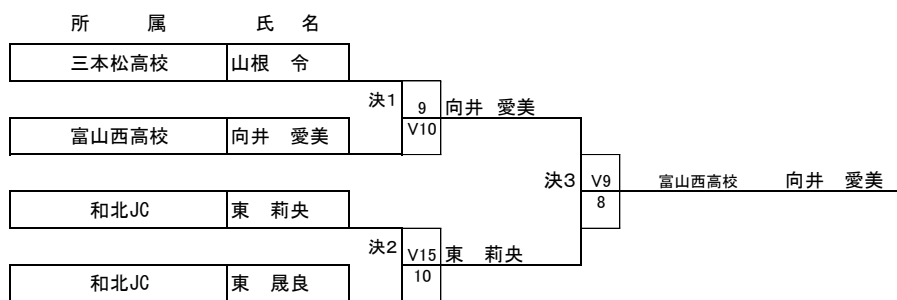 所　属　氏　名
三本松高校　山根　令
決1　9　向井　愛美
V10
富山西高校　向井　愛美
決3　V9　富山西高校　向井　愛美
8
和北JC　東　莉央
決2　V15　東　莉央
10
和北JC　東　晟良